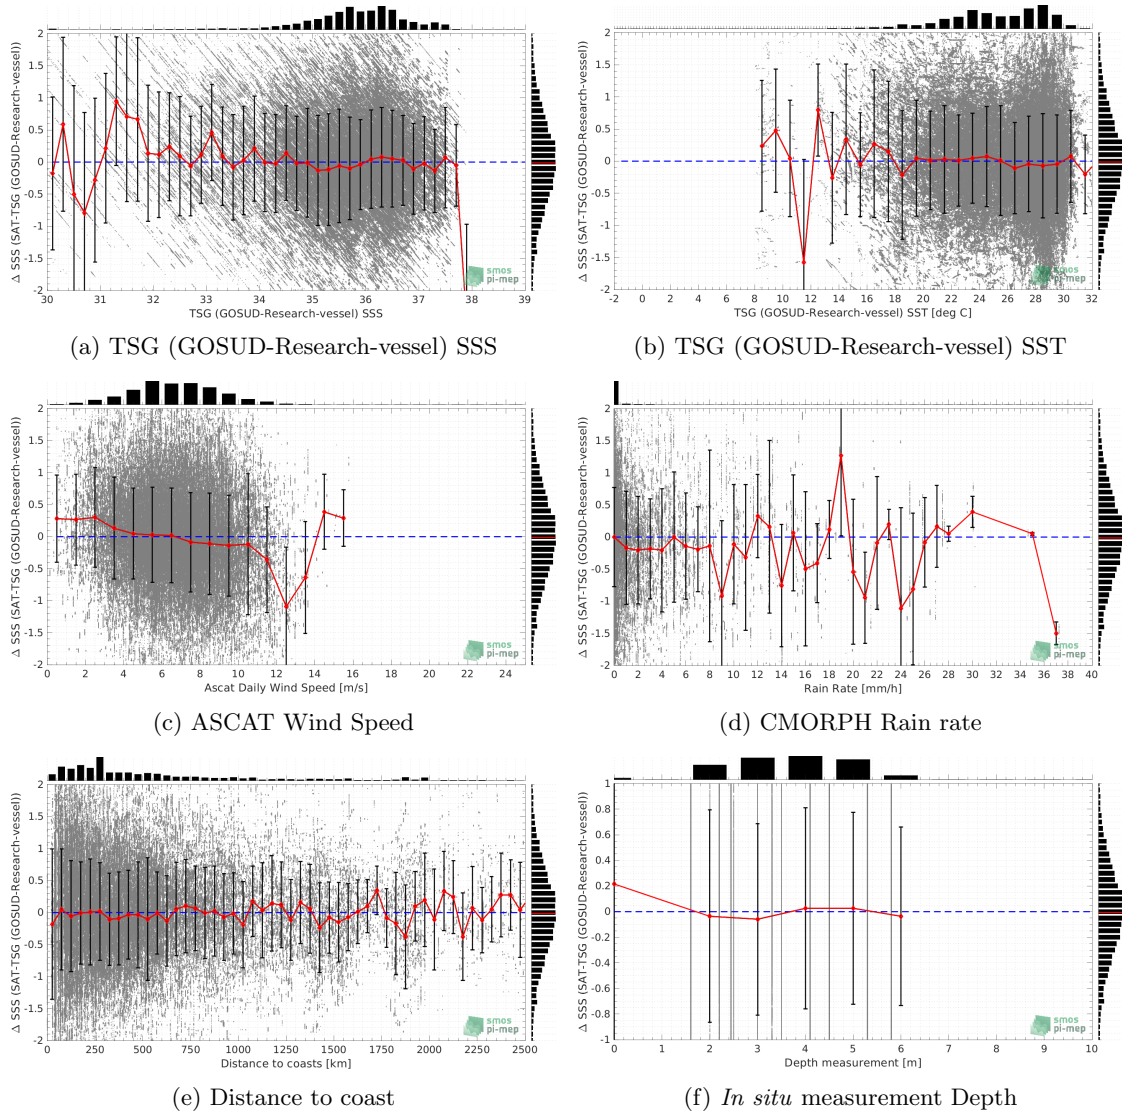 Δ SSS (SAT-TSG (GOSUD-Research-vessel))
2
1.5
1
0.5
0
-0.5
-1
-1.5
-2
30 31 32 33 34 35 36 37 38 39
TSG (GOSUD-Research-vessel) SSS
smos
pi-mep
(a) TSG (GOSUD-Research-vessel) SSS
Δ SSS (SAT-TSG (GOSUD-Research-vessel))
2
1.5
1
0.5
0
-0.5
-1
-1.5
-2
-2 0 2 4 6 8 10 12 14 16 18 20 22 24 26 28 30 32
TSG (GOSUD-Research-vessel) SST [deg C]
smos
pi-mep
(b) TSG (GOSUD-Research-vessel) SST
Δ SSS (SAT-TSG (GOSUD-Research-vessel))
2
1.5
1
0.5
0
-0.5
-1
-1.5
-2
0 2 4 6 8 10 12 14 16 18 20 22 24
Ascat Daily Wind Speed [m/s]
smos
pi-mep
(c) ASCAT Wind Speed
Δ SSS (SAT-TSG (GOSUD-Research-vessel))
2
1.5
1
0.5
0
-0.5
-1
-1.5
-2
0 2 4 6 8 10 12 14 16 18 20 22 24 26 28 30 32 34 36 38 40
Rain Rate [mm/h]
smos
pi-mep
(d) CMORPH Rain rate
Δ SSS (SAT-TSG (GOSUD-Research-vessel))
2
1.5
1
0.5
0
-0.5
-1
-1.5
-2
0 250 500 750 1000 1250 1500 1750 2000 2250 2500
Distance to coasts [km]
smos
pi-mep
(e) Distance to coast
Δ SSS (SAT-TSG (GOSUD-Research-vessel))
1
0.8
0.6
0.4
0.2
0
-0.2
-0.4
-0.6
-0.8
-1
0 1 2 3 4 5 6 7 8 9 10
Depth measurement [m]
smos
pi-mep
(f) In situ measurement Depth